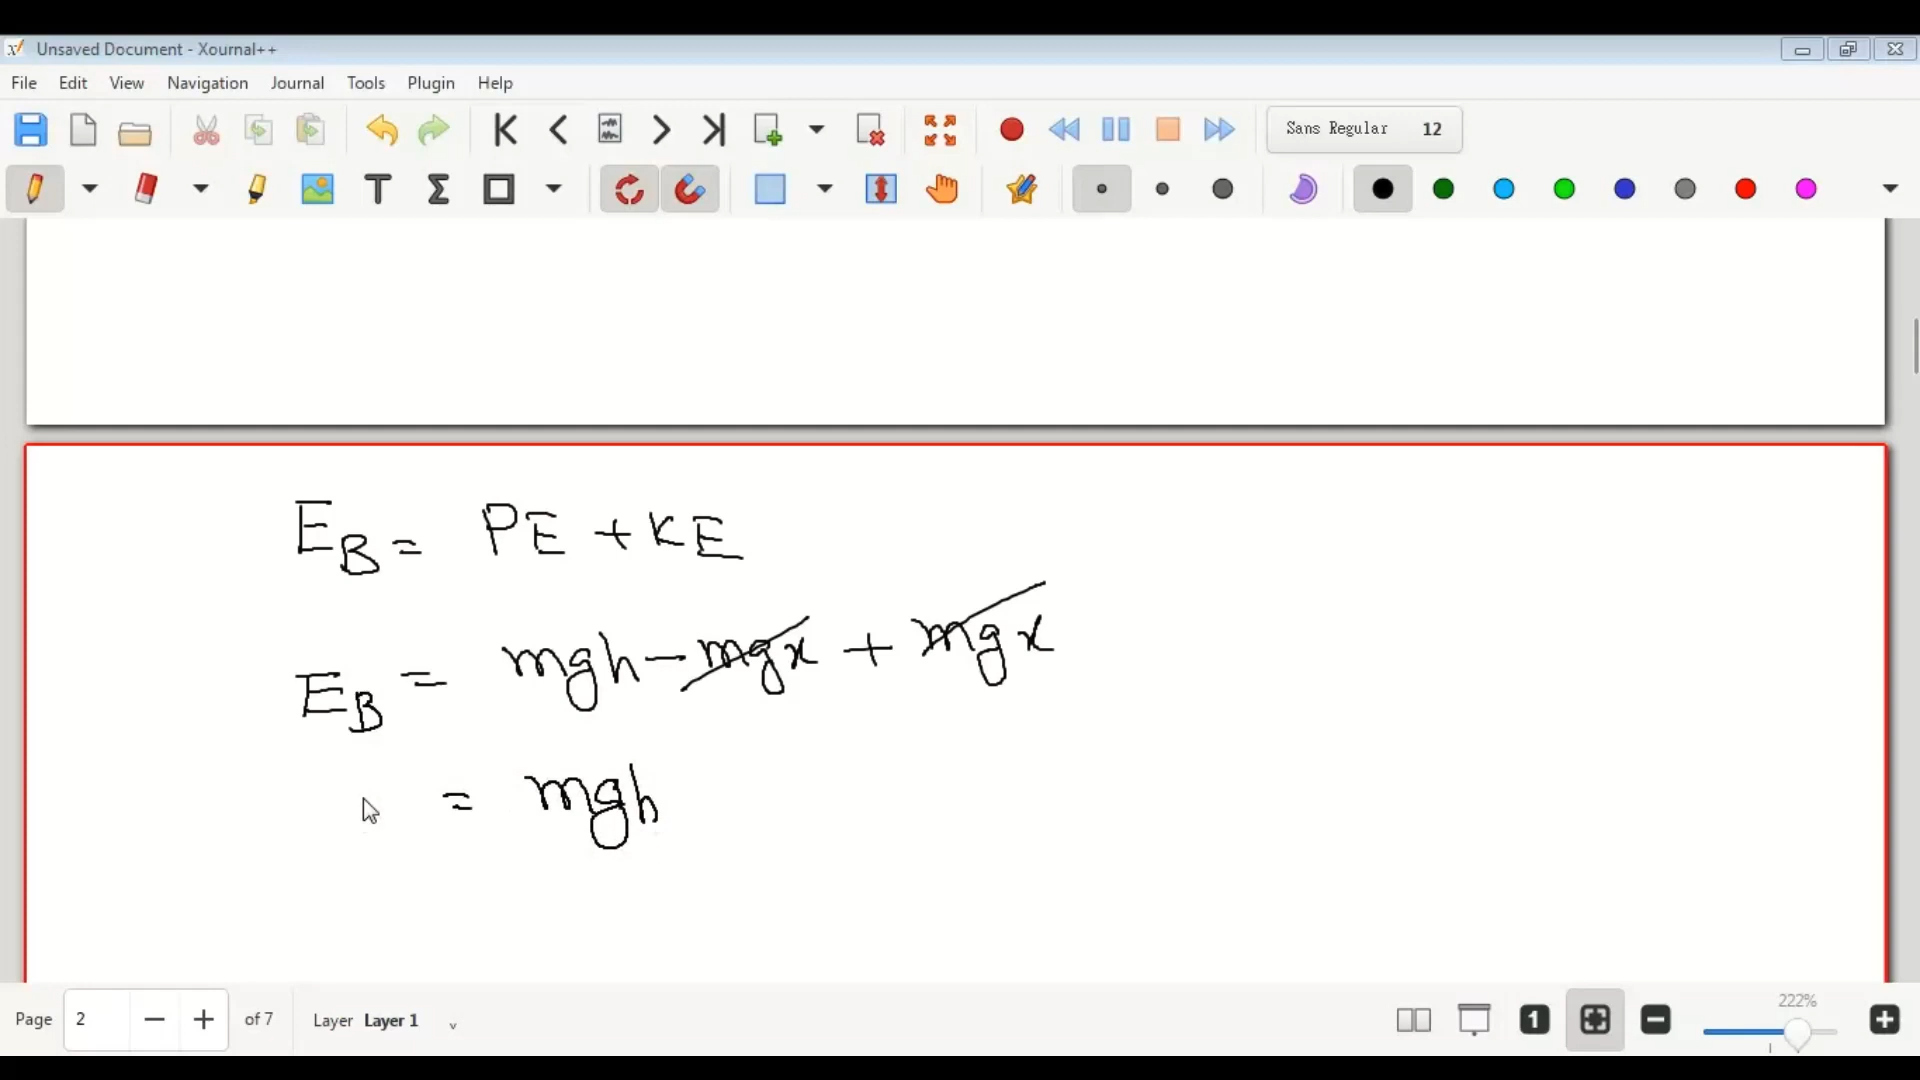 Unsaved Document - Xournal++
File Edit View Navigation Journal Tools Plugin Help
Sans Regular 12
E_B = PE + KE
E_B = mgh - mgx + mgx
= mgh
222%
Page 2 of 7 Layer Layer 1 1